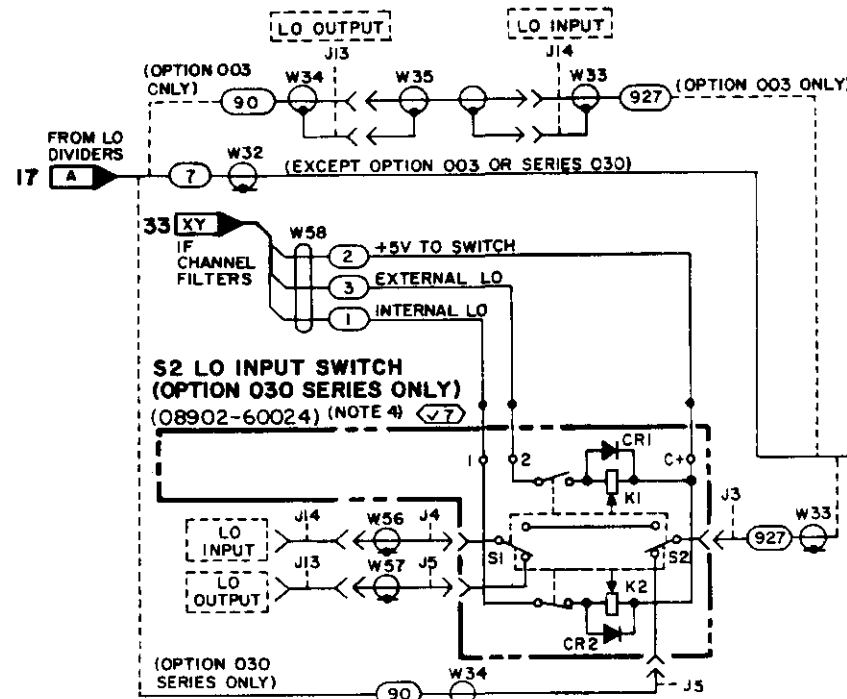 LO OUTPUT
LO INPUT
J13
J14
(OPTION 003
ONLY)
W34
W35
W33
(OPTION 003 ONLY)
90
927
FROM LO
DIVIDERS
17
A
7
W32
(EXCEPT OPTION 003 OR SERIES 030)
33
XY
IF
CHANNEL
FILTERS
W58
2
+5V TO SWITCH
3
EXTERNAL LO
1
INTERNAL LO
S2 LO INPUT SWITCH
(OPTION 030 SERIES ONLY)
(08902-60024) (NOTE 4) √7
1
2
CR1
C+
K1
J3
W33
927
LO
INPUT
J14
W56
J4
S1
S2
LO
OUTPUT
J13
W57
J5
K2
CR2
(OPTION 030
SERIES ONLY)
90
W34
J5